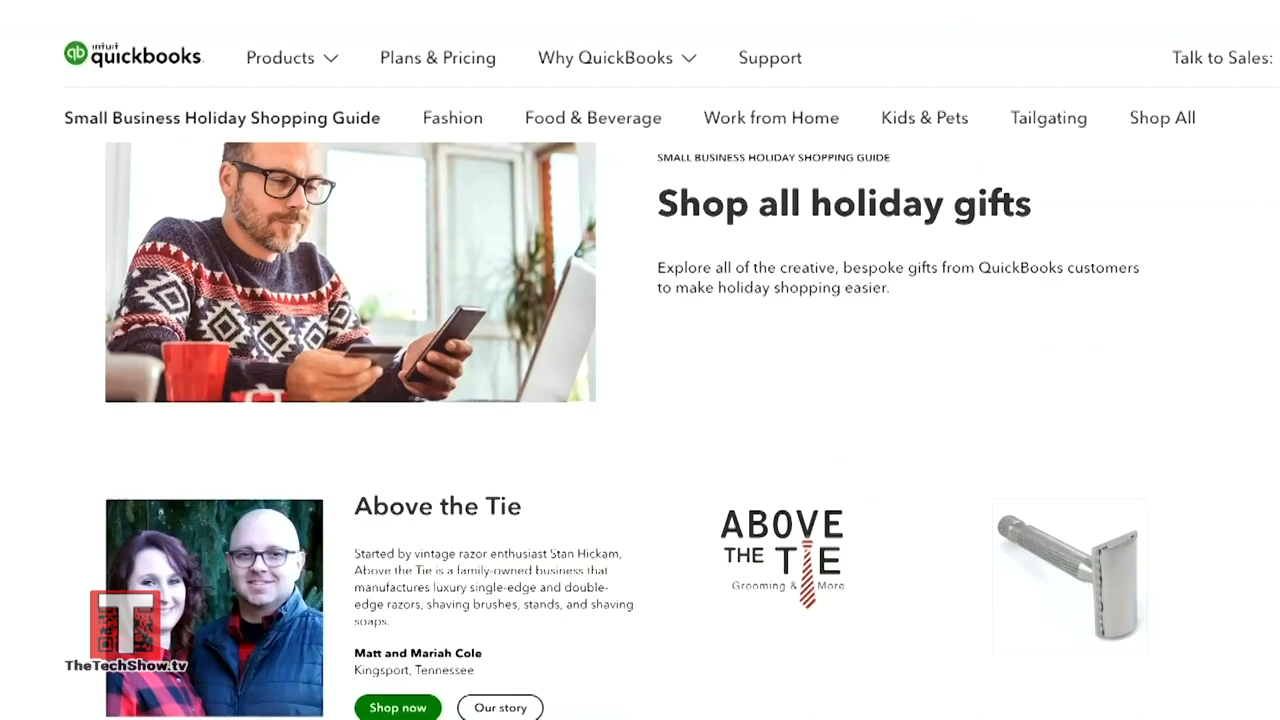 intuit
qb quickbooks.
Products
Plans & Pricing
Why QuickBooks
Support
Talk to Sales:
Small Business Holiday Shopping Guide
Fashion
Food & Beverage
Work from Home
Kids & Pets
Tailgating
Shop All
SMALL BUSINESS HOLIDAY SHOPPING GUIDE
Shop all holiday gifts
Explore all of the creative, bespoke gifts from QuickBooks customers
to make holiday shopping easier.
Above the Tie
Started by vintage razor enthusiast Stan Hickam,
Above the Tie is a family-owned business that
manufactures luxury single-edge and double-
edge razors, shaving brushes, stands, and shaving
soaps.
Matt and Mariah Cole
Kingsport, Tennessee
Shop now
Our story
ABOVE
THE TIE
Grooming & More
T
TheTechShow.tv